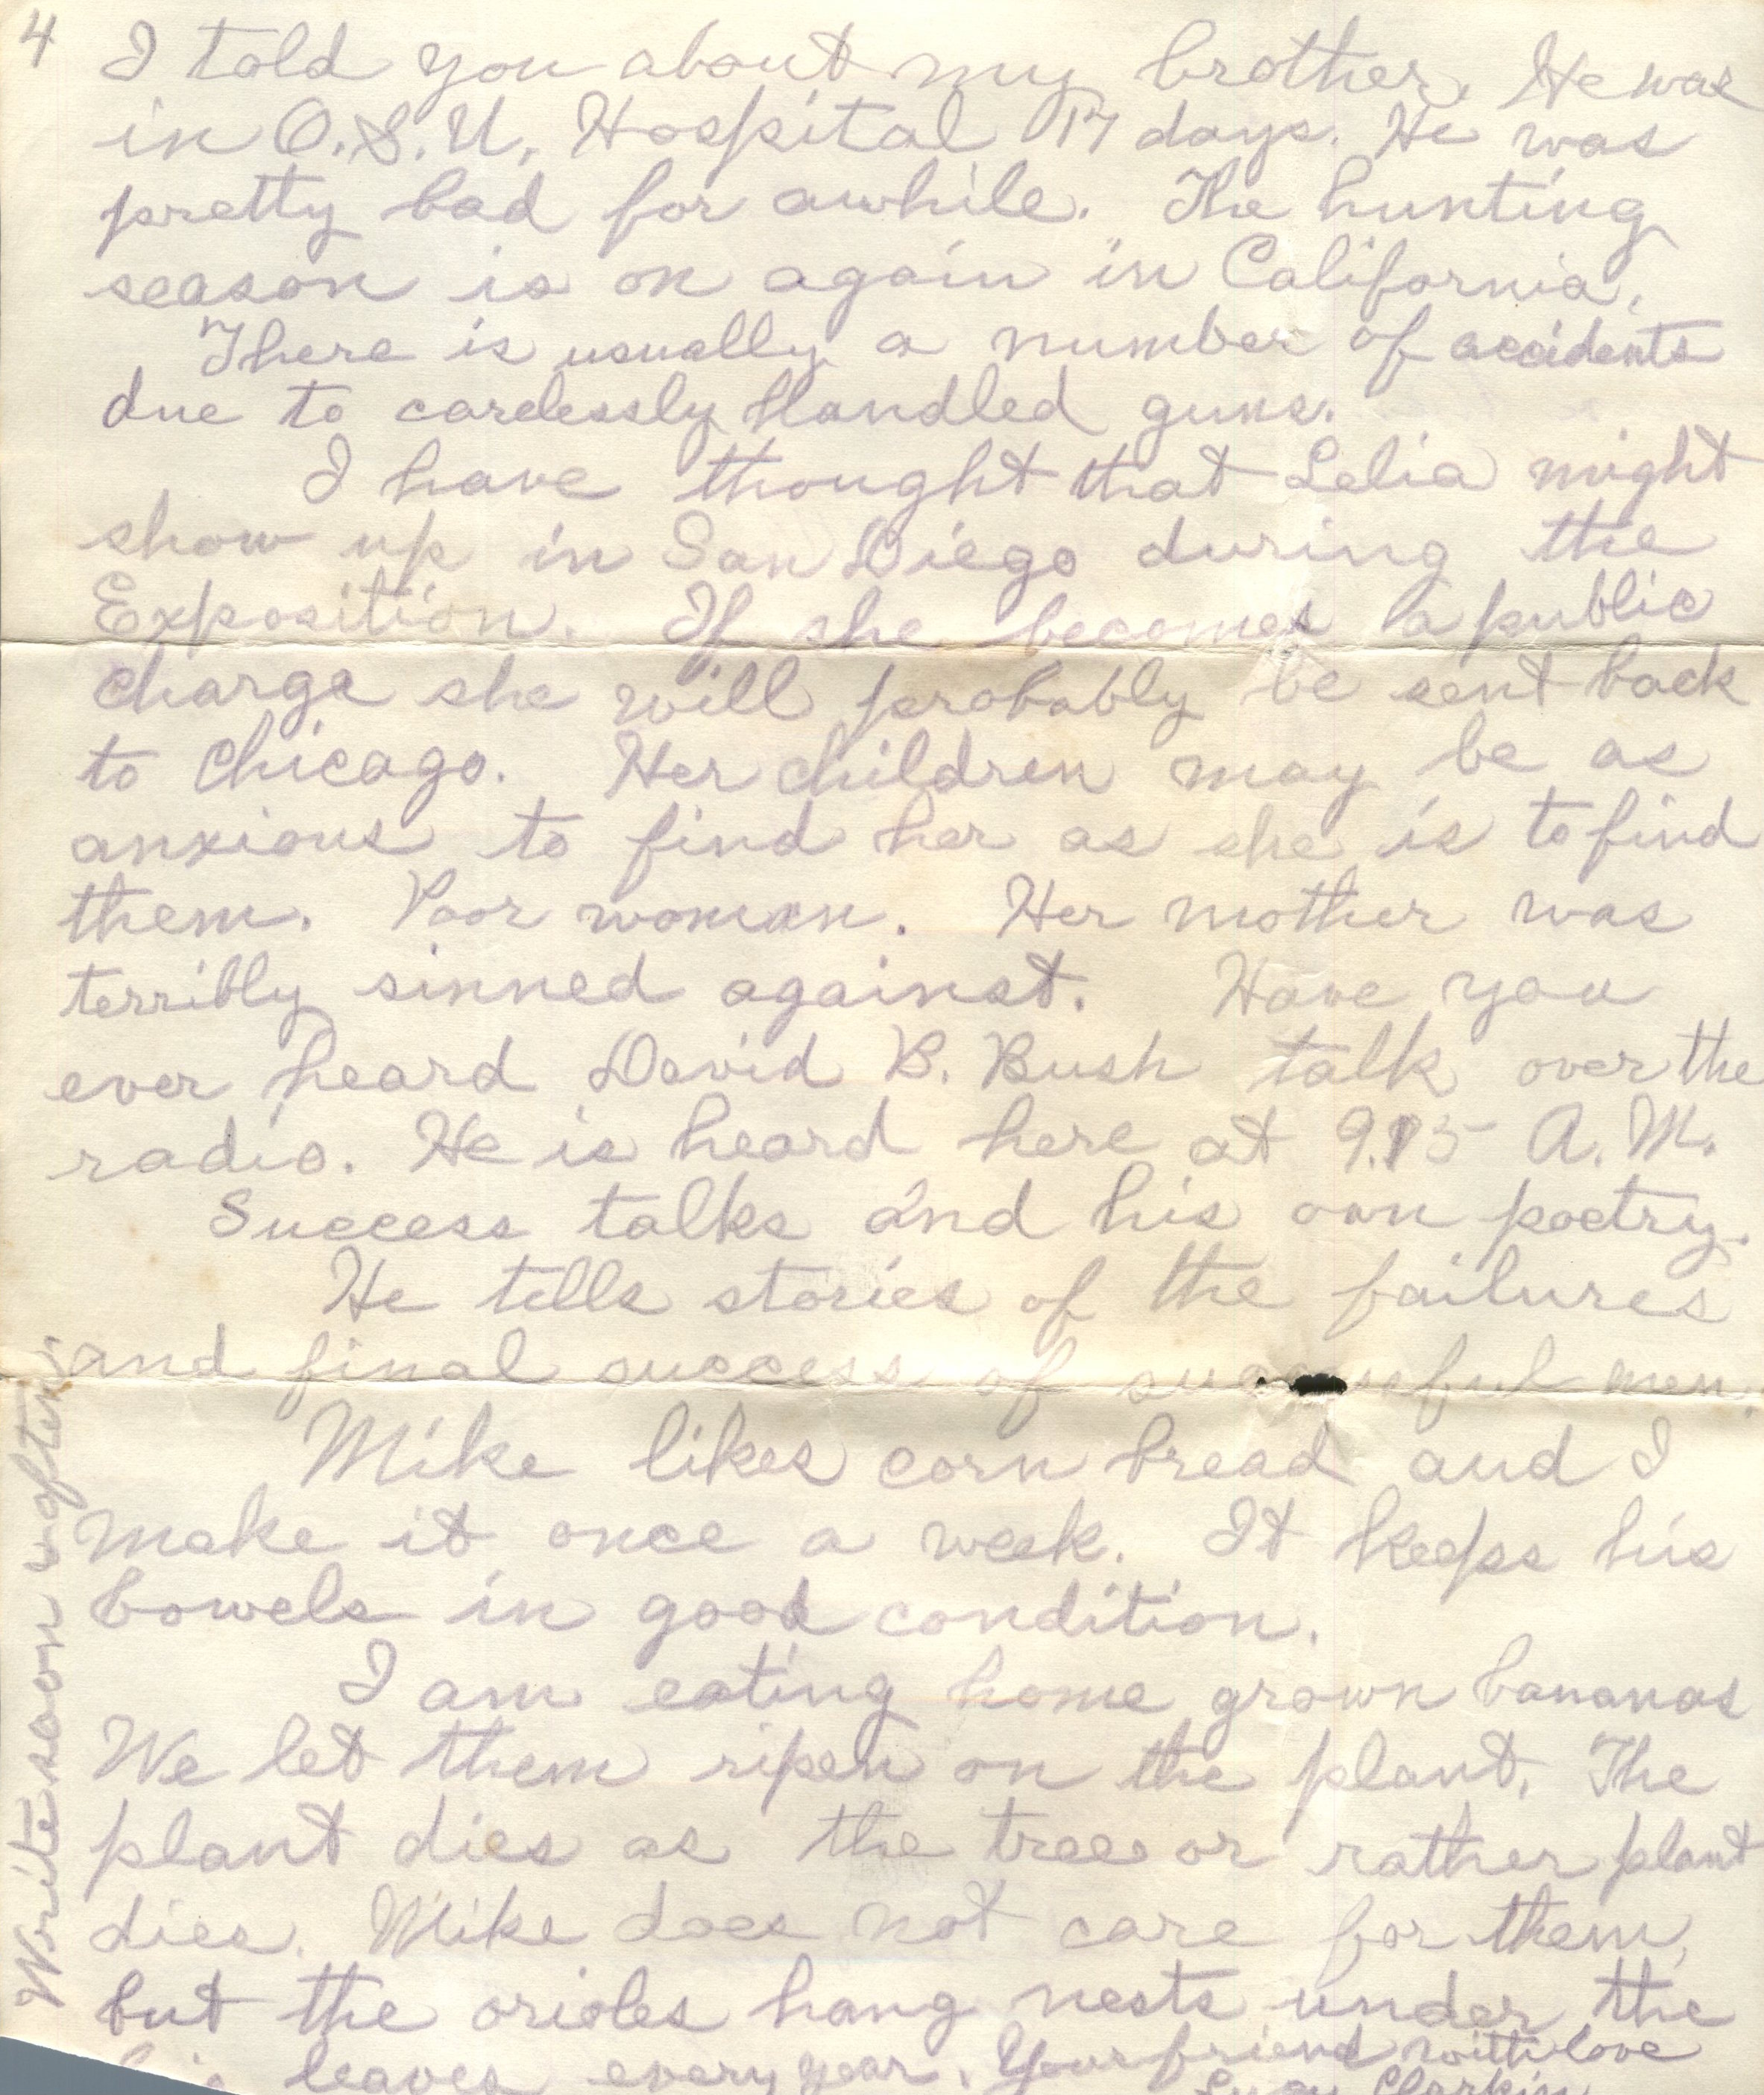 4
I told you about my brother. He was
in O.S.U. Hospital 17 days. He was
pretty bad for awhile. The hunting
season is on again in California.
There is usually a number of accidents
due to carelessly handled guns.
I have thought that Lelia might
show up in San Diego during the
Exposition. If she becomes a public
charge she will probably be sent back
to Chicago. Her children may be as
anxious to find her as she is to find
them. Poor woman. Her mother was
terribly sinned against. Have you
ever heard David B. Bush talk over the
radio. He is heard here at 9.15 A.M.
Success talks and his own poetry.
He tells stories of the failures
and final success of successful men.
Mike likes corn bread and I
make it once a week. It keeps his
bowels in good condition.
I am eating home grown bananas
We let them ripen on the plant. The
plant dies as the tree or rather plant
dies. Mike does not care for them,
but the orioles hang nests under the
big leaves every year. Your friend with love
Lucy Clarkin
Write soon & often